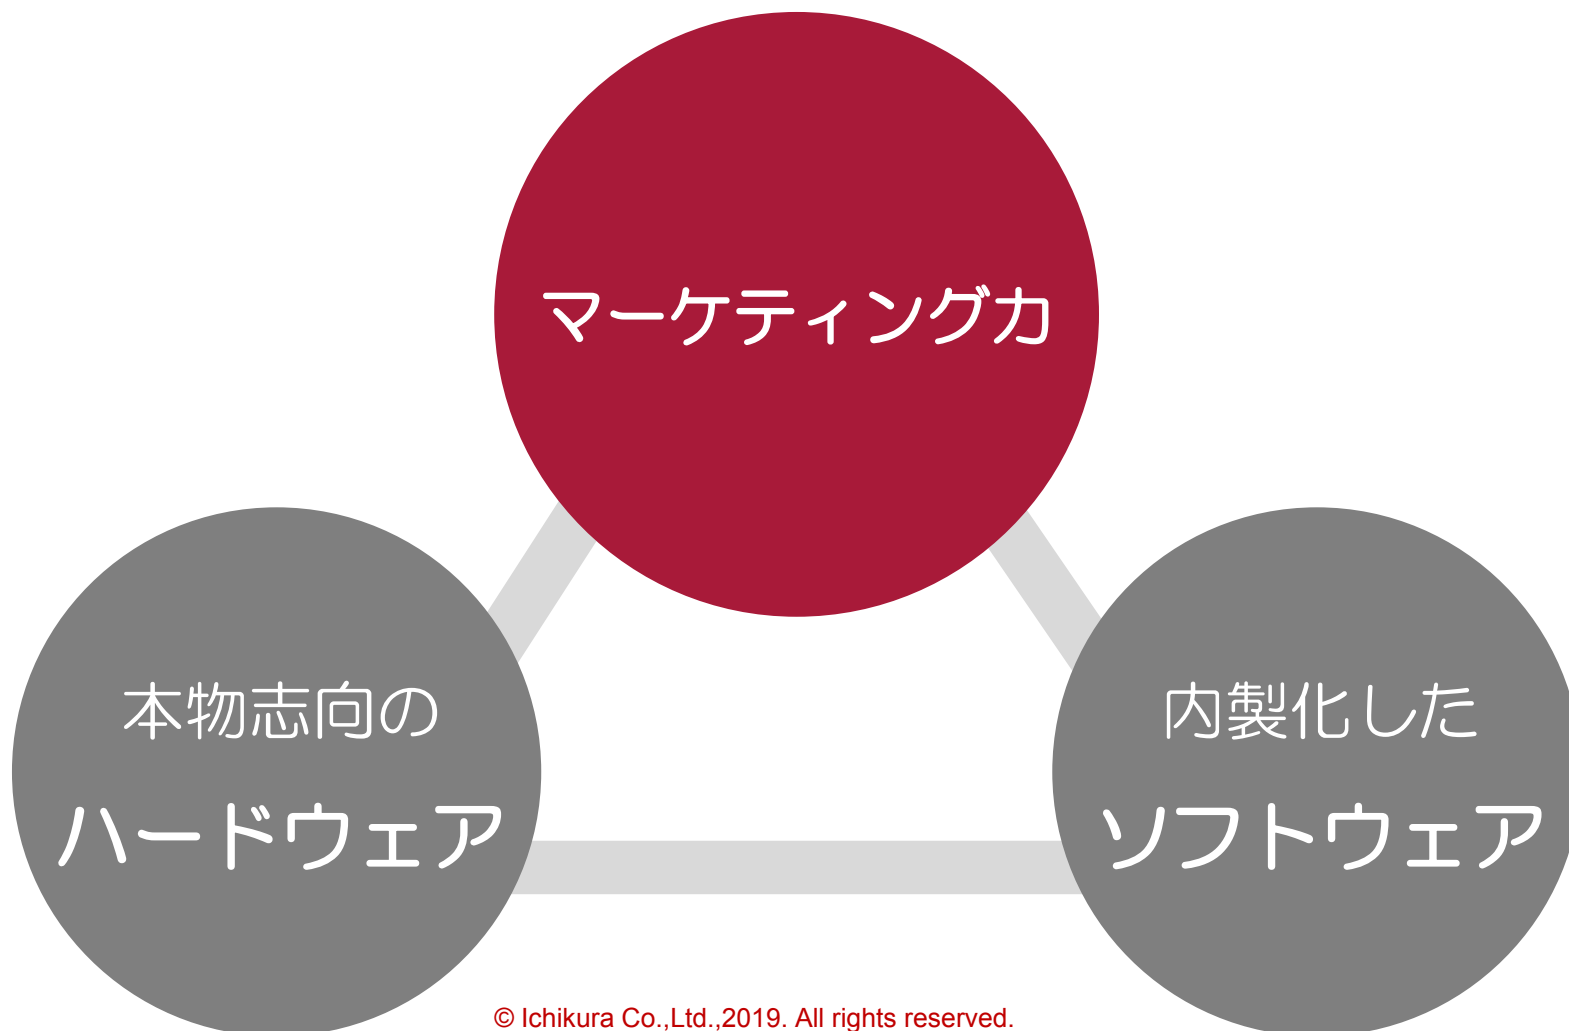 マーケティング力
本物志向の
ハードウェア
内製化した
ソフトウェア
© Ichikura Co.,Ltd.,2019. All rights reserved.